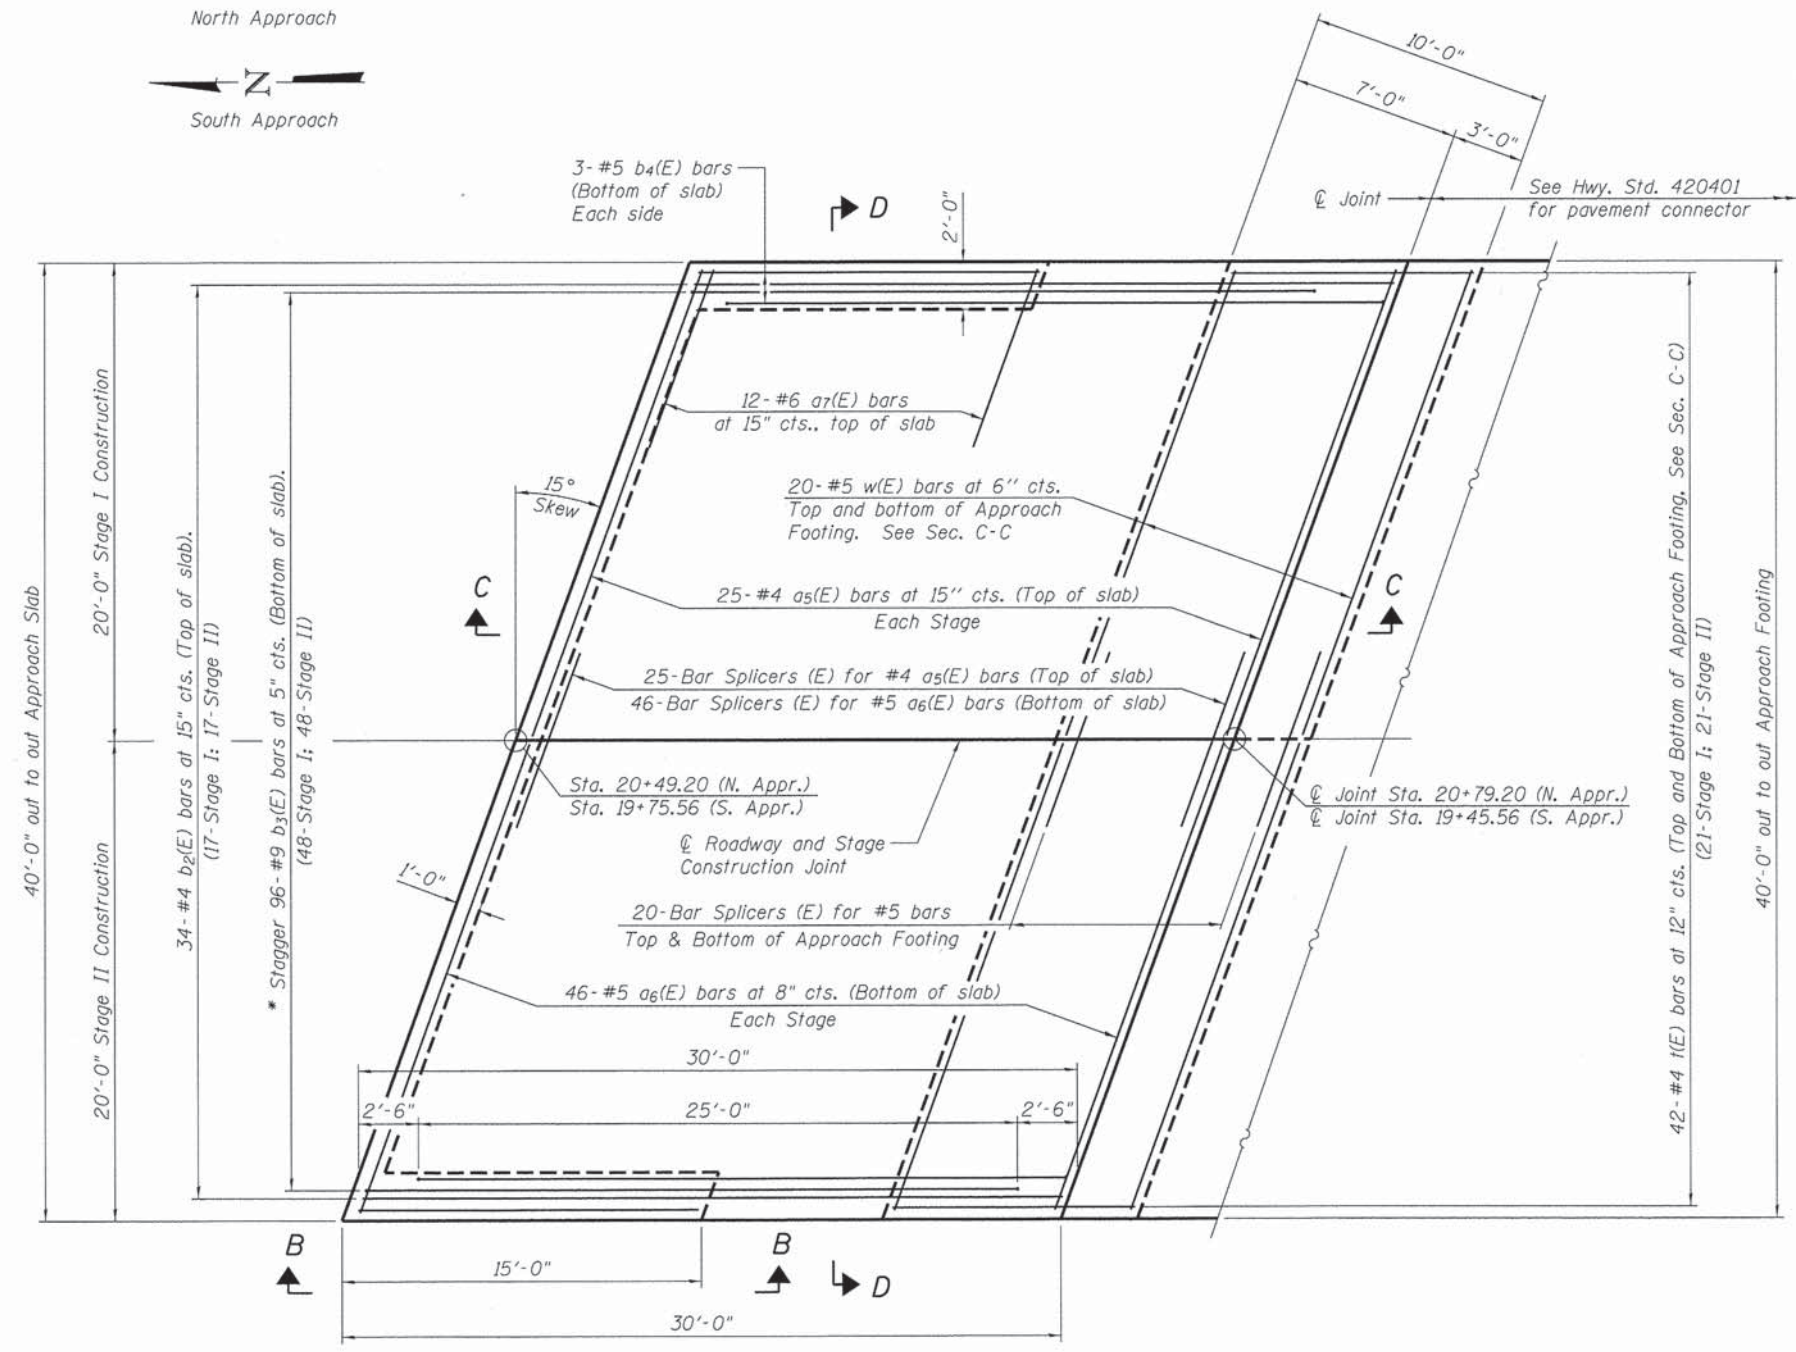 North Approach
N
South Approach
10'-0"
7'-0"
3'-0"
3-#5 b4(E) bars
(Bottom of slab)
Each side
D
2'-0"
℄ Joint
See Hwy. Std. 420401
for pavement connector
12-#6 a7(E) bars
at 15" cts., top of slab
15°
Skew
20-#5 w(E) bars at 6" cts.
Top and bottom of Approach
Footing. See Sec. C-C
C
C
25-#4 a5(E) bars at 15" cts. (Top of slab)
Each Stage
25-Bar Splicers (E) for #4 a5(E) bars (Top of slab)
46-Bar Splicers (E) for #5 a6(E) bars (Bottom of slab)
40'-0" out to out Approach Slab
20'-0" Stage I Construction
20'-0" Stage II Construction
34-#4 b2(E) bars at 15" cts. (Top of slab).
(17-Stage I; 17-Stage II)
* Stagger 96-#9 b3(E) bars at 5" cts. (Bottom of slab).
(48-Stage I; 48-Stage II)
Sta. 20+49.20 (N. Appr.)
Sta. 19+75.56 (S. Appr.)
℄ Joint Sta. 20+79.20 (N. Appr.)
℄ Joint Sta. 19+45.56 (S. Appr.)
℄ Roadway and Stage
Construction Joint
1'-0"
20-Bar Splicers (E) for #5 bars
Top & Bottom of Approach Footing
46-#5 a6(E) bars at 8" cts. (Bottom of slab)
Each Stage
30'-0"
2'-6"
25'-0"
2'-6"
42-#4 t(E) bars at 12" cts. (Top and Bottom of Approach Footing, See Sec. C-C)
(21-Stage I; 21-Stage II)
40'-0" out to out Approach Footing
B
B
D
15'-0"
30'-0"